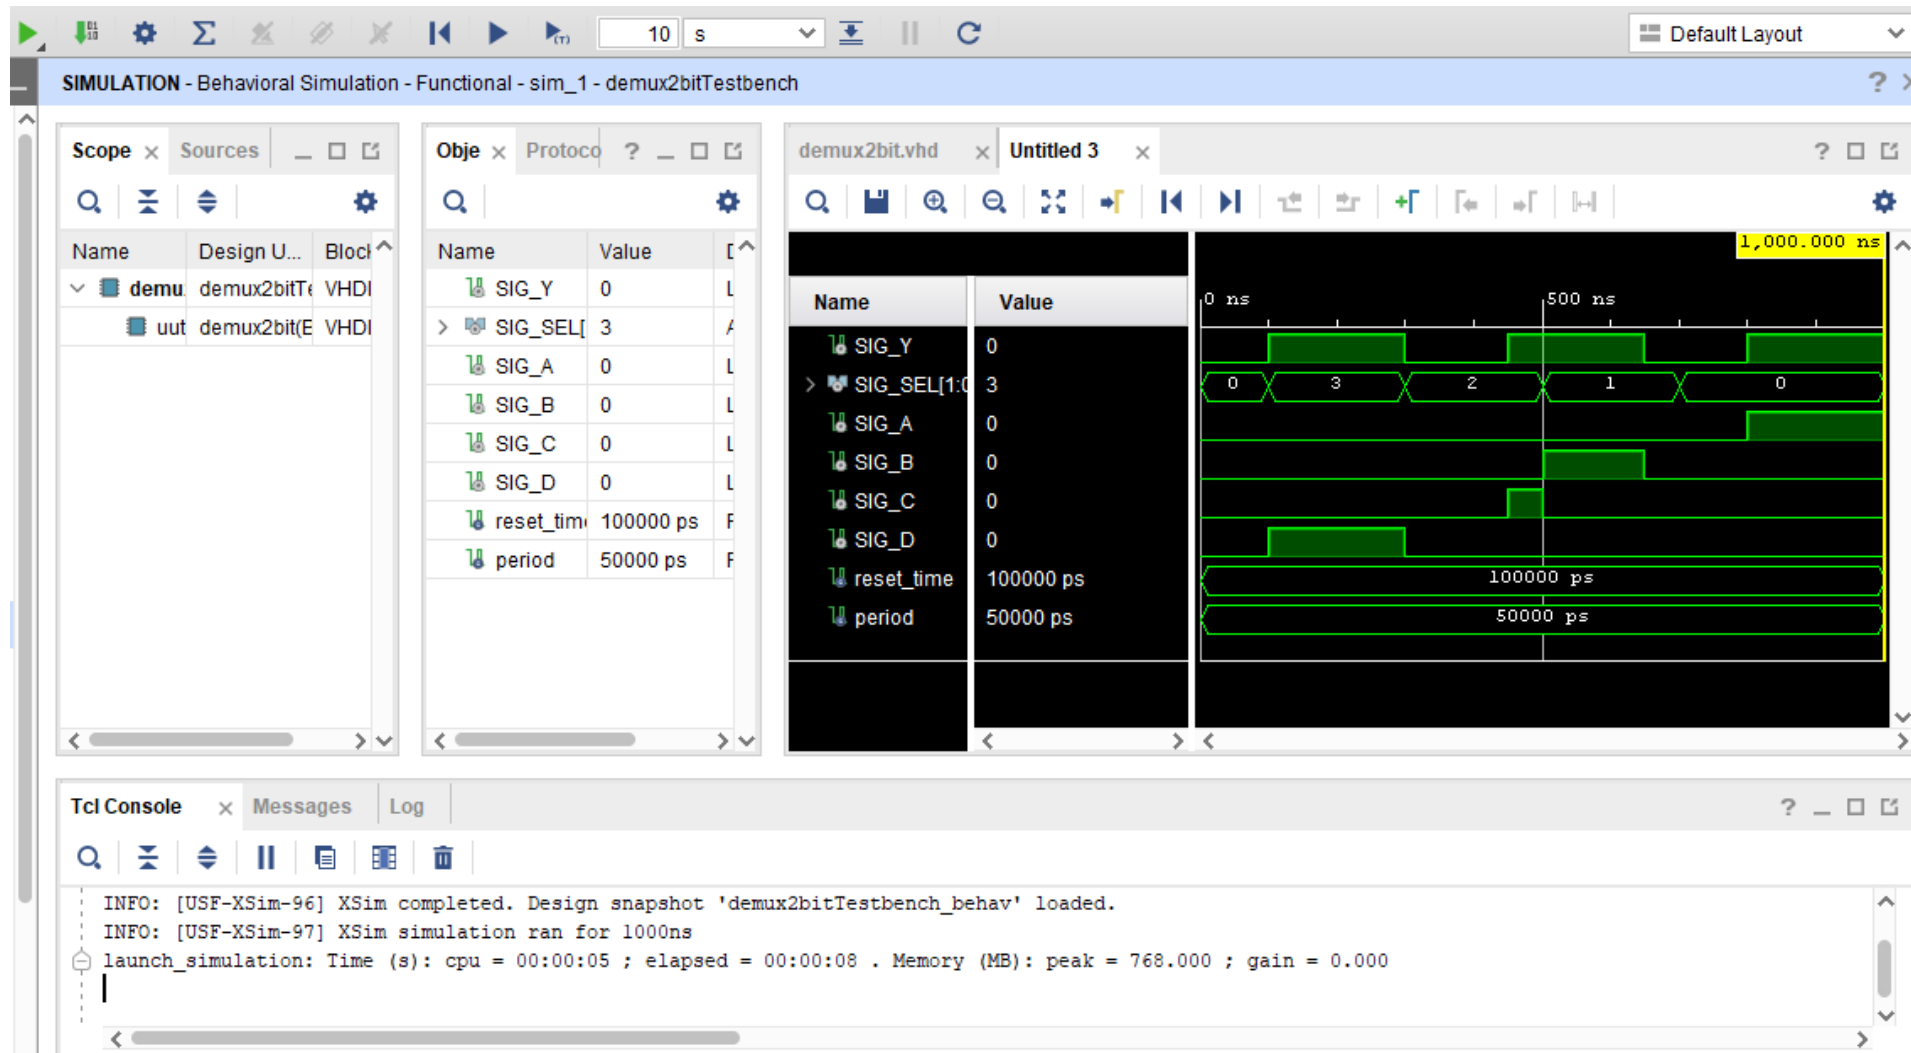 10 s
Default Layout
SIMULATION - Behavioral Simulation - Functional - sim_1 - demux2bitTestbench
?
Scope Sources
Obje Protoco ?
demux2bit.vhd Untitled 3 ?
Name Design U... Block
demu demux2bitTe VHDI
uut demux2bit(E VHDI
Name Value
SIG_Y 0
SIG_SEL[ 3
SIG_A 0
SIG_B 0
SIG_C 0
SIG_D 0
reset_tim 100000 ps
period 50000 ps
1,000.000 ns
Name Value
0 ns 500 ns
SIG_Y 0
SIG_SEL[1:0 3
0 3 2 1 0
SIG_A 0
SIG_B 0
SIG_C 0
SIG_D 0
reset_time 100000 ps 100000 ps
period 50000 ps 50000 ps
Tcl Console Messages Log ?
INFO: [USF-XSim-96] XSim completed. Design snapshot 'demux2bitTestbench_behav' loaded.
INFO: [USF-XSim-97] XSim simulation ran for 1000ns
launch_simulation: Time (s): cpu = 00:00:05 ; elapsed = 00:00:08 . Memory (MB): peak = 768.000 ; gain = 0.000